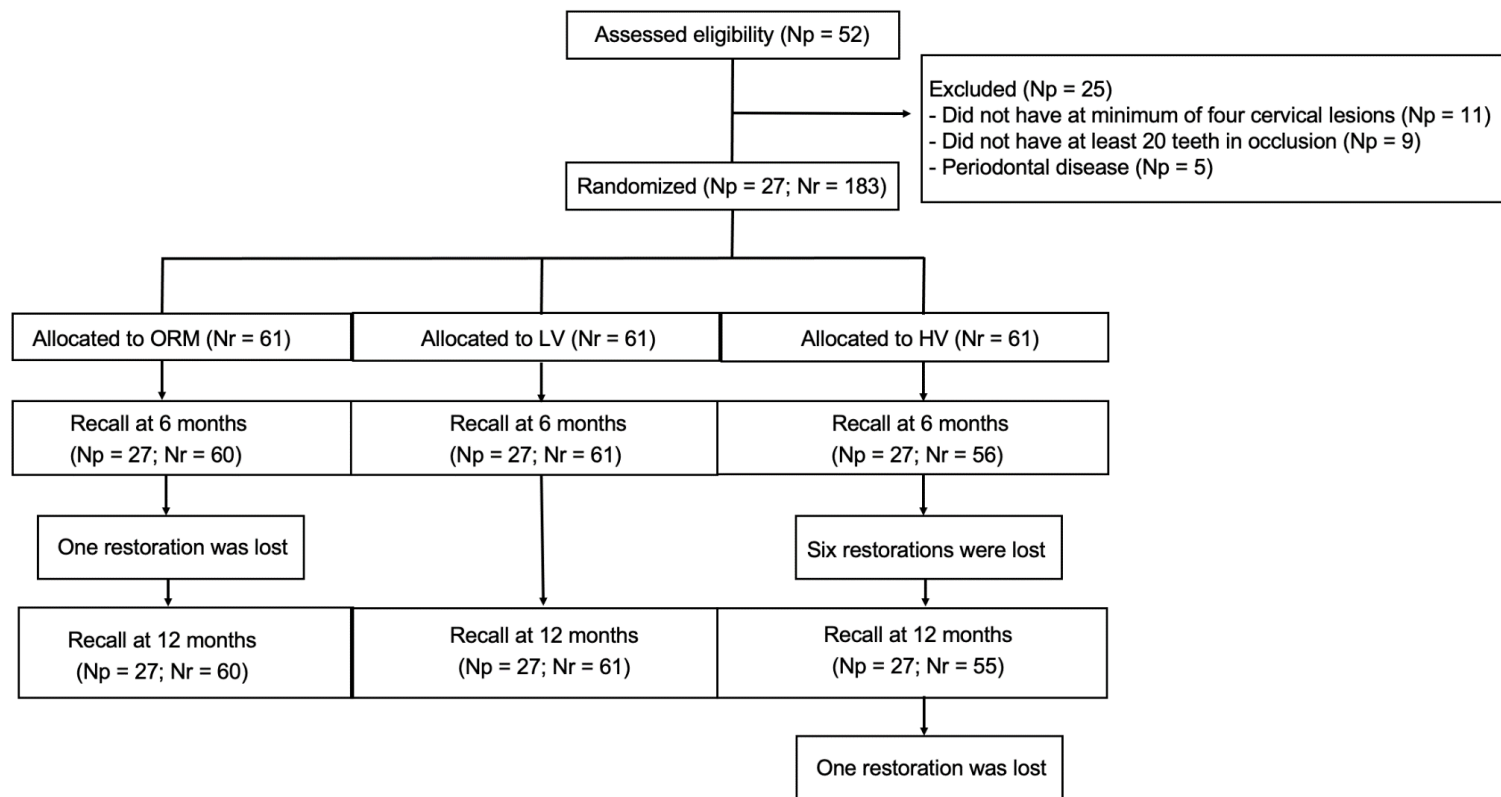 Assessed eligibility (Np = 52)
Excluded (Np = 25)
- Did not have at minimum of four cervical lesions (Np = 11)
- Did not have at least 20 teeth in occlusion (Np = 9)
- Periodontal disease (Np = 5)
Randomized (Np = 27; Nr = 183)
Allocated to ORM (Nr = 61)
Allocated to LV (Nr = 61)
Allocated to HV (Nr = 61)
Recall at 6 months
(Np = 27; Nr = 60)
Recall at 6 months
(Np = 27; Nr = 61)
Recall at 6 months
(Np = 27; Nr = 56)
One restoration was lost
Six restorations were lost
Recall at 12 months
(Np = 27; Nr = 60)
Recall at 12 months
(Np = 27; Nr = 61)
Recall at 12 months
(Np = 27; Nr = 55)
One restoration was lost